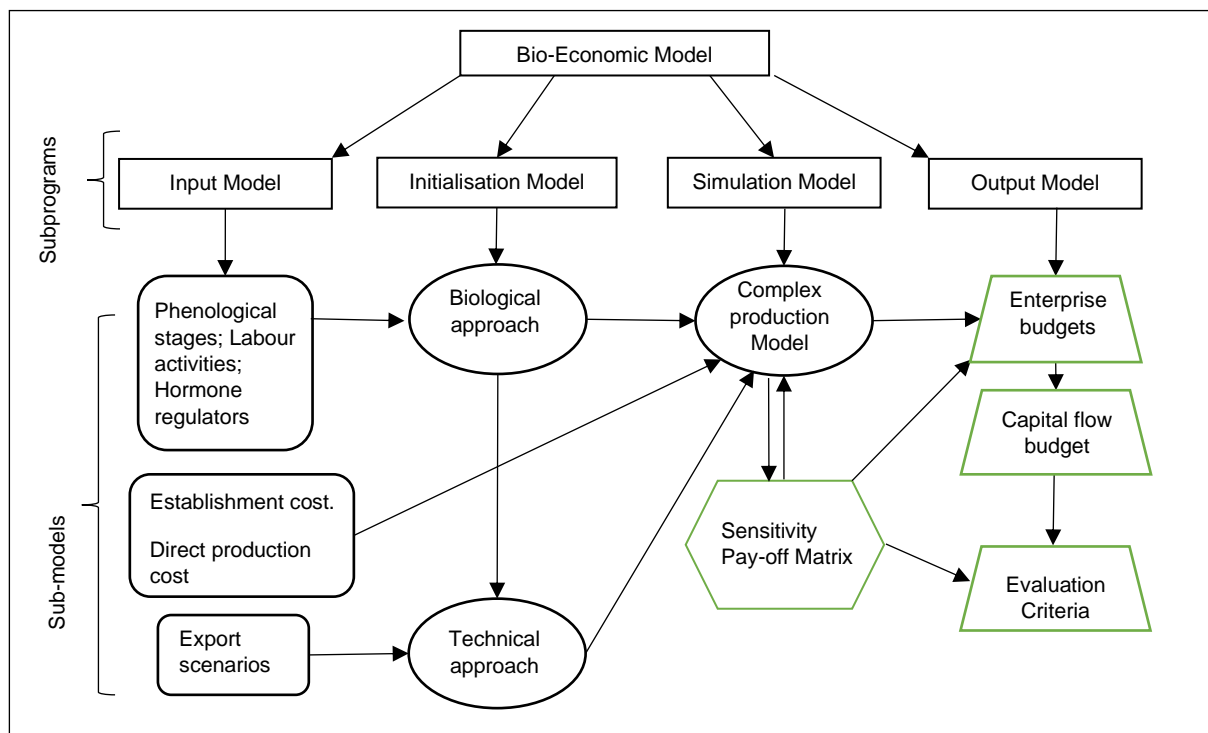 Bio-Economic Model
Subprograms
Input Model
Initialisation Model
Simulation Model
Output Model
Sub-models
Phenological
stages; Labour
activities;
Hormone
regulators
Biological
approach
Complex
production
Model
Enterprise
budgets
Capital flow
budget
Establishment cost.
Direct production
cost
Sensitivity
Pay-off Matrix
Evaluation
Criteria
Export
scenarios
Technical
approach